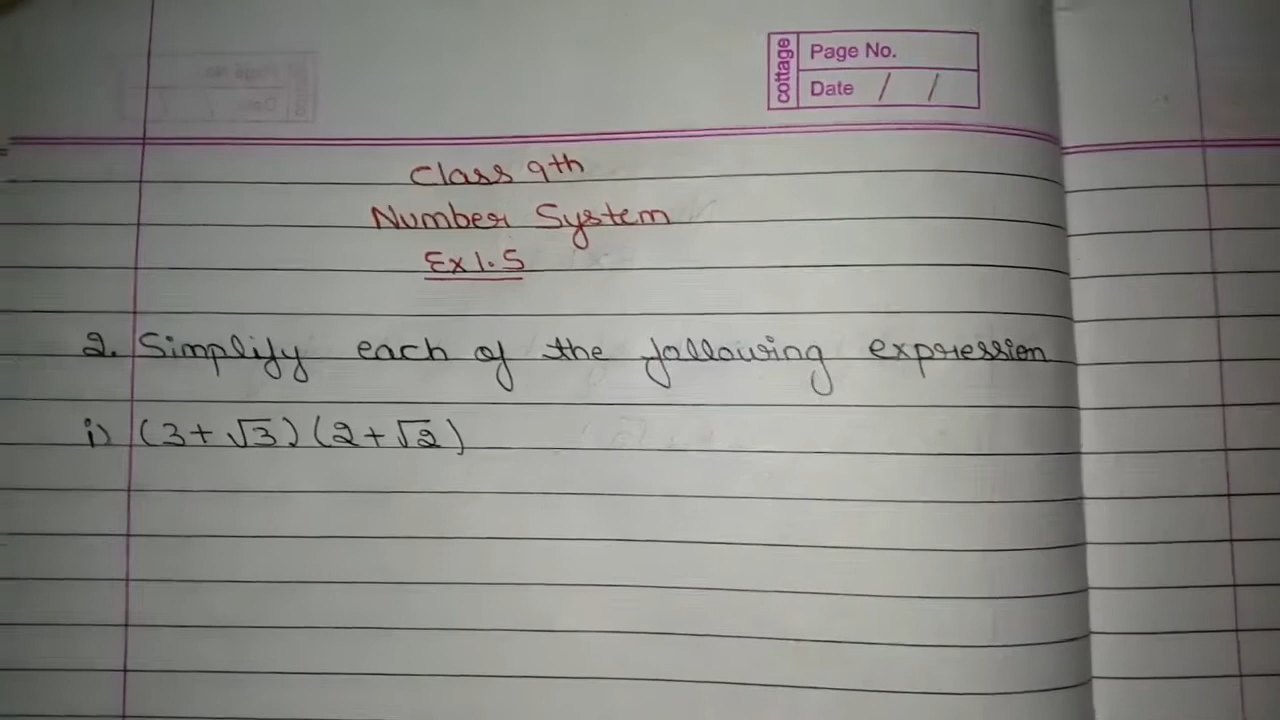 cottage
Page No.
Date / /
Class 9th
Number System
Ex 1.5
2. Simplify each of the following expression
i) (3+√3)(2+√2)